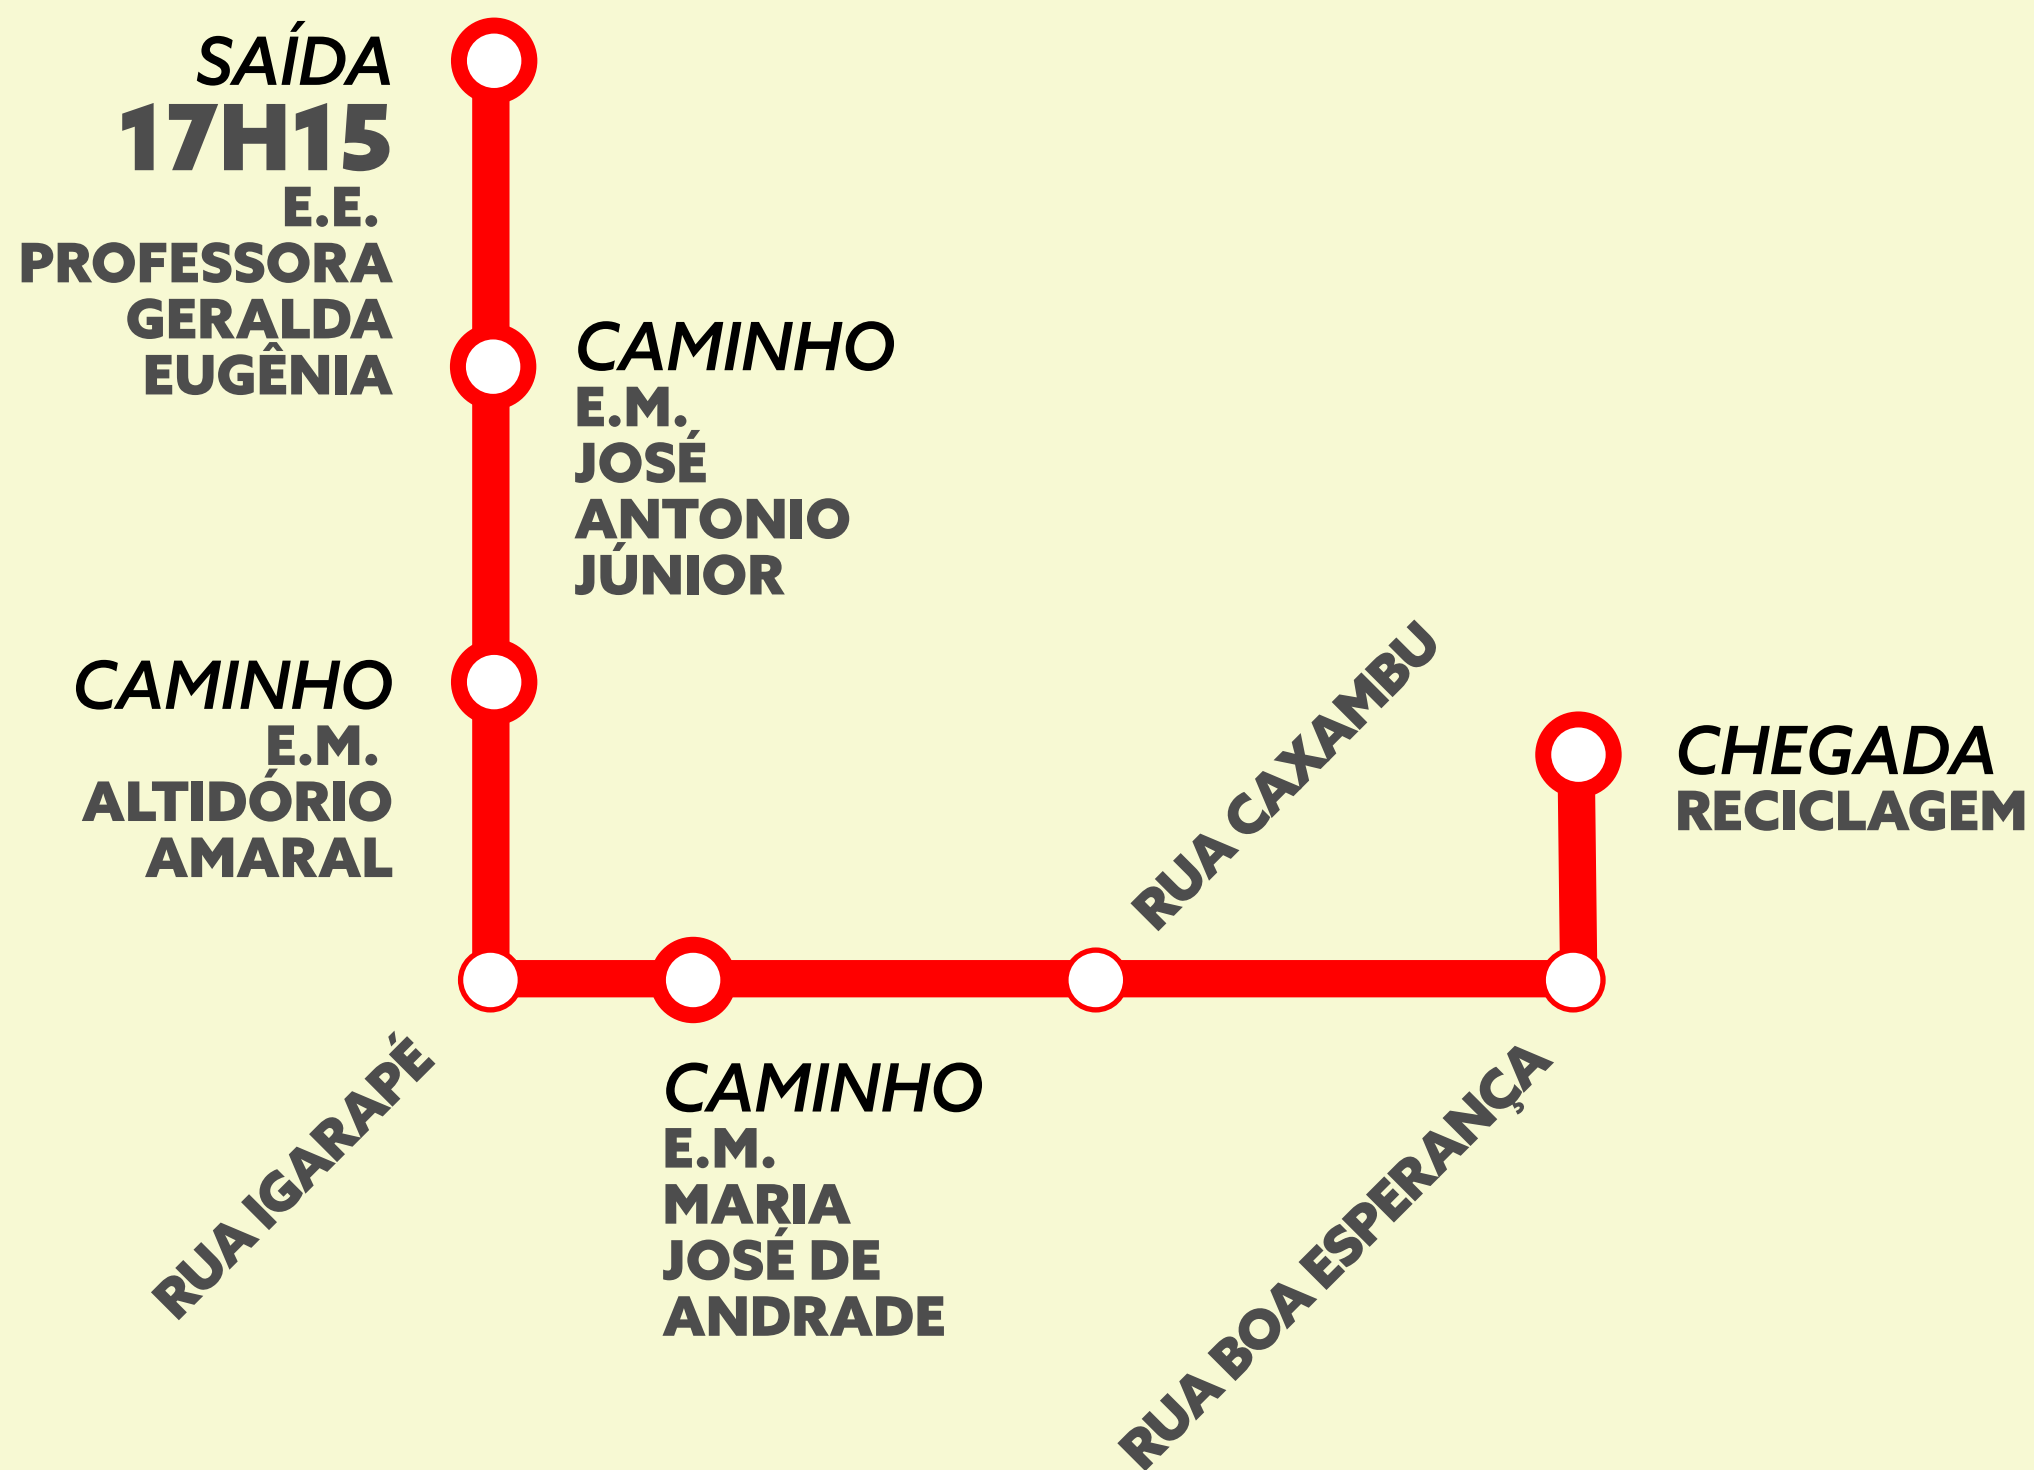 SAÍDA
17H15
E.E.
PROFESSORA
GERALDA
EUGÊNIA
CAMINHO
E.M.
JOSÉ
ANTONIO
JÚNIOR
CAMINHO
E.M.
ALTIDÓRIO
AMARAL
RUA IGARAPÉ
CAMINHO
E.M.
MARIA
JOSÉ DE
ANDRADE
RUA CAXAMBU
RUA BOA ESPERANÇA
CHEGADA
RECICLAGEM